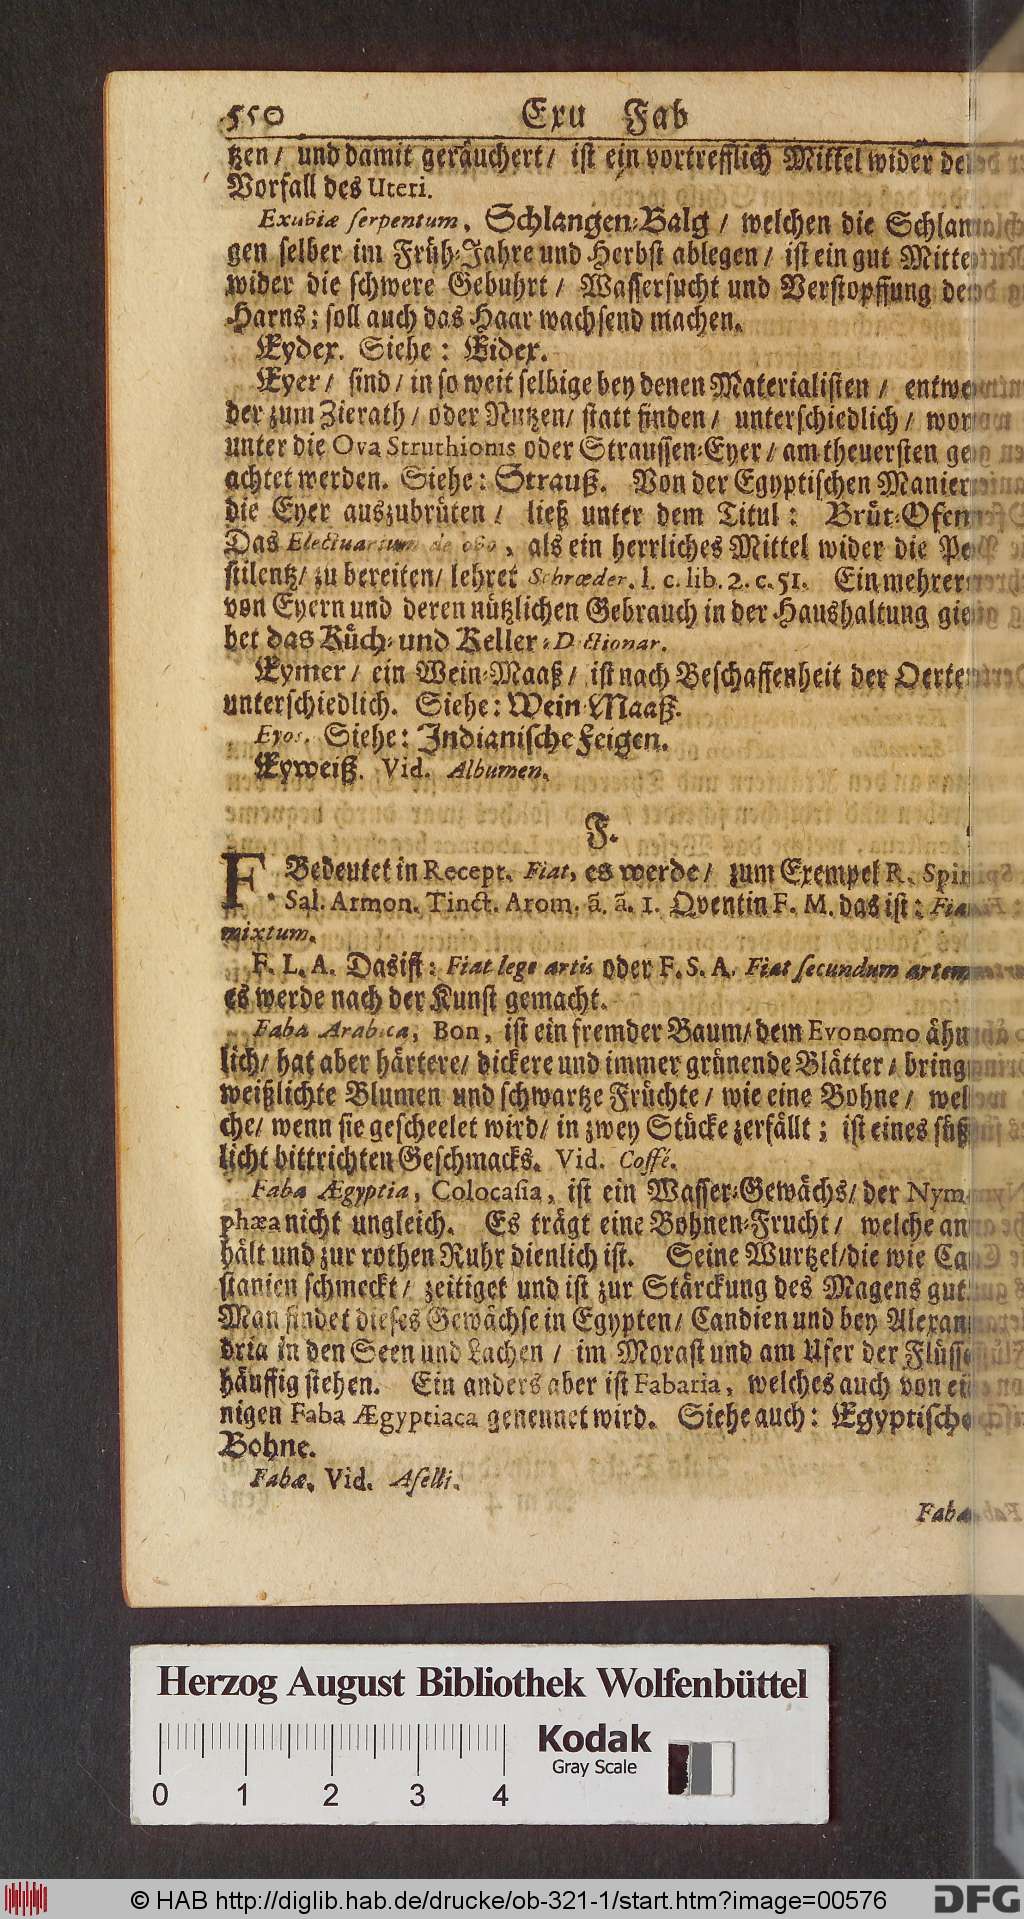 550 Exu Fab
tzen / und damit geräuchert / ist ein vortrefflich Mittel wider den
Vorfall des Uteri.
Exuviæ serpentum, Schlangen-Balg / welchen die Schlan-
gen selber im Früh-Jahre und Herbst ablegen / ist ein gut Mittel
wider die schwere Gebuhrt / Wassersucht und Verstopffung des
Harns; soll auch das Haar wachsend machen.
Eydex. Siehe: Eidex.
Eyer / sind / in so weit selbige bey denen Materialisten / entwe-
der zum Zierath / oder Nutzen / statt finden / unterschiedlich / wor-
unter die Ova Struthionis oder Straussen-Eyer / am theuersten ge-
achtet werden. Siehe: Strauß. Von der Egyptischen Manier
die Eyer auszubrüten / ließ unter dem Titul: Brüt-Ofen.
Das Electuarium de ovo, als ein herrliches Mittel wider die Pe-
stilentz / zu bereiten / lehret Schrœder. l. c. lib. 2. c. 51. Ein mehrers
von Eyern und deren nützlichen Gebrauch in der Haushaltung gie-
bet das Küch- und Keller-Dictionar.
Eymer / ein Wein-Maaß / ist nach Beschaffenheit der Oerter
unterschiedlich. Siehe: Wein-Maaß.
Eyos. Siehe: Indianische Feigen.
Eyweiß. Vid. Albumen.
F.
F Bedeutet in Recept. Fiat, es werde / zum Exempel R. Spir.
Sal. Armon. Tinct. Arom. ã. ã. 1. Qventin F. M. das ist: Fiat
mixtum.
F. L. A. Das ist: Fiat lege artis oder F. S. A. Fiat secundum artem,
es werde nach der Kunst gemacht.
Faba Arabica, Bon, ist ein fremder Baum / dem Evonomo ähn-
lich / hat aber härtere / dickere und immer grünende Blätter / bringt
weißlichte Blumen und schwartze Früchte / wie eine Bohne / wel-
che / wenn sie gescheelet wird / in zwey Stücke zerfällt; ist eines süß-
licht bittrichten Geschmacks. Vid. Coffé.
Faba Ægyptia, Colocasia, ist ein Wasser-Gewächs / der Nym-
phæa nicht ungleich. Es trägt eine Bohnen-Frucht / welche an-
hält und zur rothen Ruhr dienlich ist. Seine Wurtzel / die wie Ca-
stanien schmeckt / zeitiget und ist zur Stärckung des Magens gut.
Man findet dieses Gewächse in Egypten / Candien und bey Alexan-
dria in den Seen und Lachen / im Morast und am Ufer der Flüsse
häuffig stehen. Ein anders aber ist Fabaria, welches auch von ei-
nigen Faba Ægyptiaca genennet wird. Siehe auch: Egyptische
Bohne.
Fabæ, Vid. Aselli.
Fabæ
Herzog August Bibliothek Wolfenbüttel
Kodak
Gray Scale
0 1 2 3 4
© HAB http://diglib.hab.de/drucke/ob-321-1/start.htm?image=00576
DFG